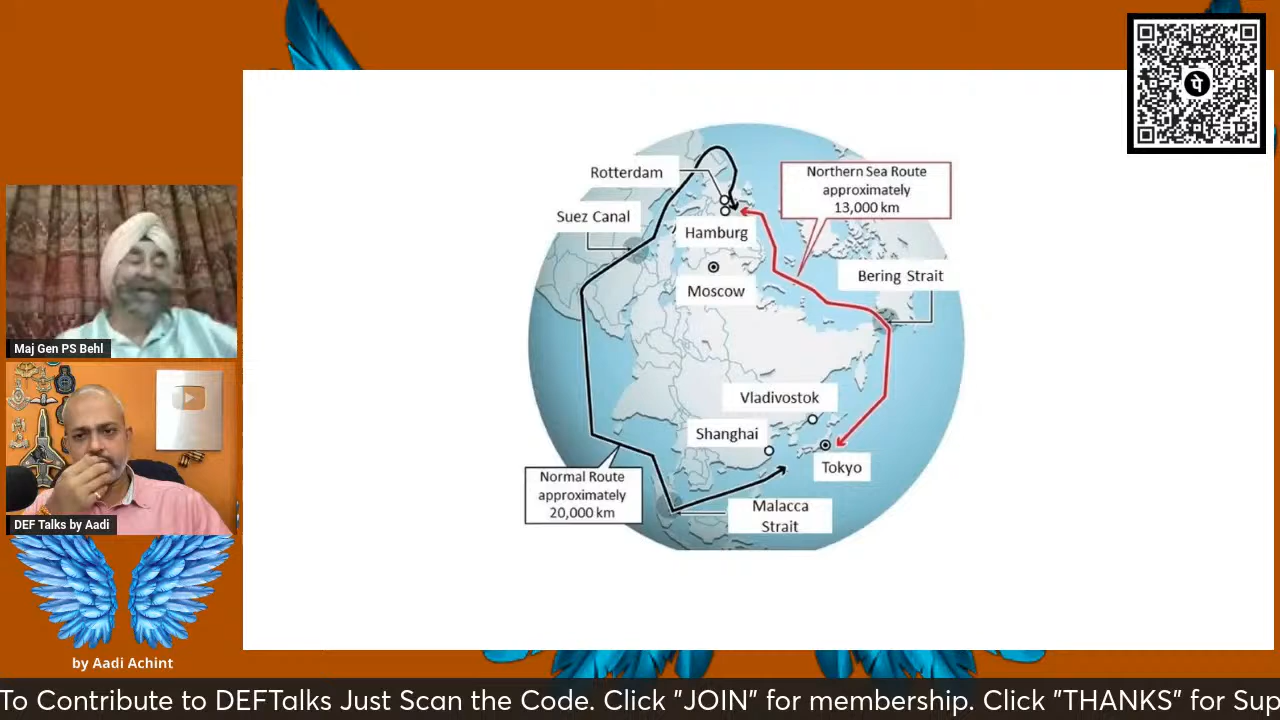 पे
Rotterdam
Northern Sea Route
approximately
13,000 km
Suez Canal
Hamburg
Bering Strait
Moscow
Maj Gen PS Behl
Vladivostok
Shanghai
Tokyo
Normal Route
approximately
20,000 km
Malacca
Strait
DEF Talks by Aadi
by Aadi Achint
To Contribute to DEFTalks Just Scan the Code. Click "JOIN" for membership. Click "THANKS" for Sup